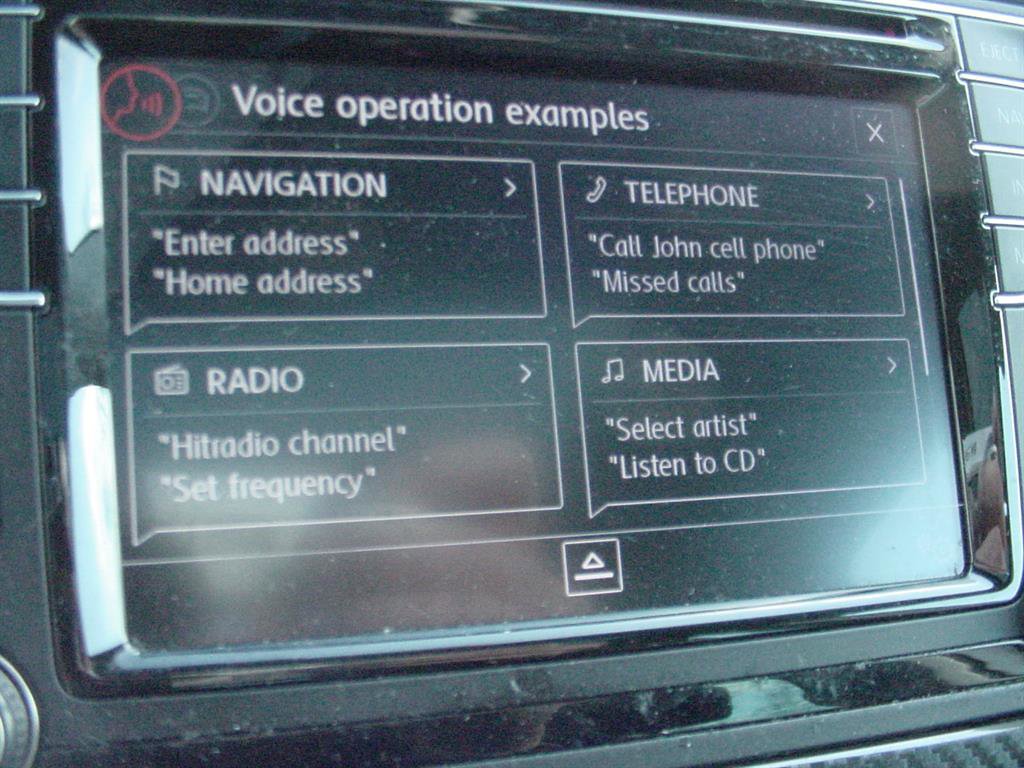 Voice operation examples
NAVIGATION
"Enter address"
"Home address"
TELEPHONE
"Call John cell phone"
"Missed calls"
RADIO
"Hitradio channel"
"Set frequency"
MEDIA
"Select artist"
"Listen to CD"
EJECT